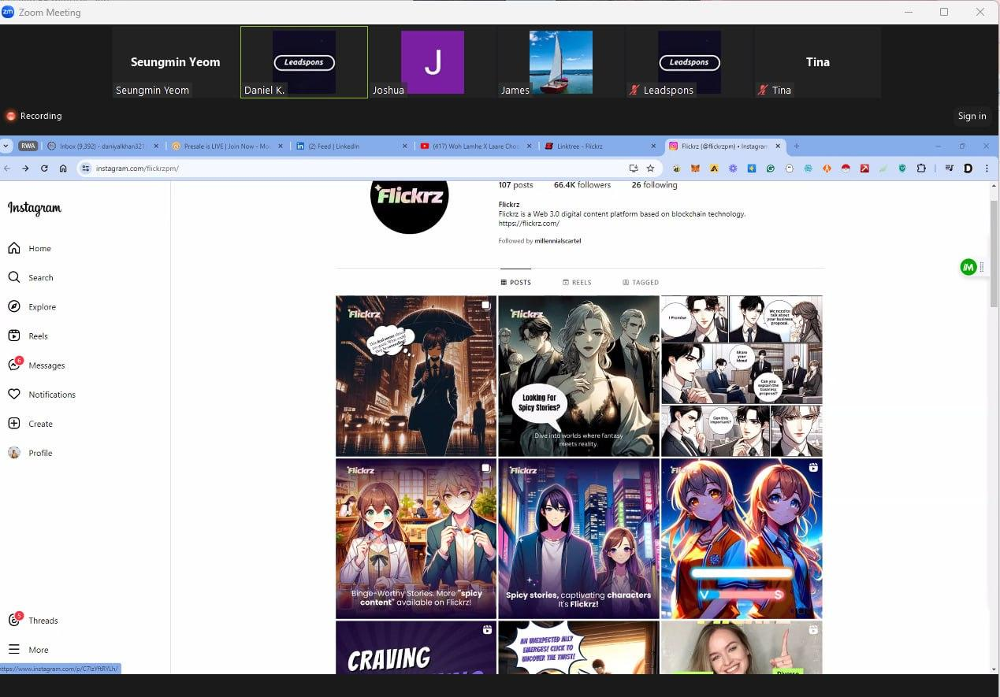 zm Zoom Meeting
Seungmin Yeom
Leadspons
J
Leadspons
Tina
Seungmin Yeom
Daniel K.
Joshua
James
Leadspons
Tina
Recording
Sign in
RWA
Inbox (9,392) - daniyalkhan321
Presale is LIVE | Join Now - Mo
(2) Feed | LinkedIn
(417) Woh Lamhe X Laare Cho
Linktree - Flickrz
Flickrz (@flickrzpm) • Instagram
instagram.com/flickrzpm/
Instagram
Home
Search
Explore
Reels
6
Messages
Notifications
Create
Profile
5
Threads
More
https://www.instagram.com/p/C7IzYftRYLh/
Flickrz
107 posts 66.4K followers 26 following
Flickrz
Flickrz is a Web 3.0 digital content platform based on blockchain technology.
https://flickrz.com/
Followed by millennialscartel
POSTS REELS TAGGED
Flickrz
Flickrz
Looking For
Spicy Stories?
Dive into worlds where fantasy
meets reality.
I Promise
We need to
talk about
your business
proposal.
Share
your
ideas!
Can you
explain the
business
proposal?
Flickrz
Binge-Worthy Stories. More "spicy
content" available on Flickrz!
Flickrz
Spicy stories, captivating characters
It's Flickrz!
V S
CRAVING
AN UNEXPECTED ALLY
EMERGES! CLICK TO
UNCOVER THE TWIST!